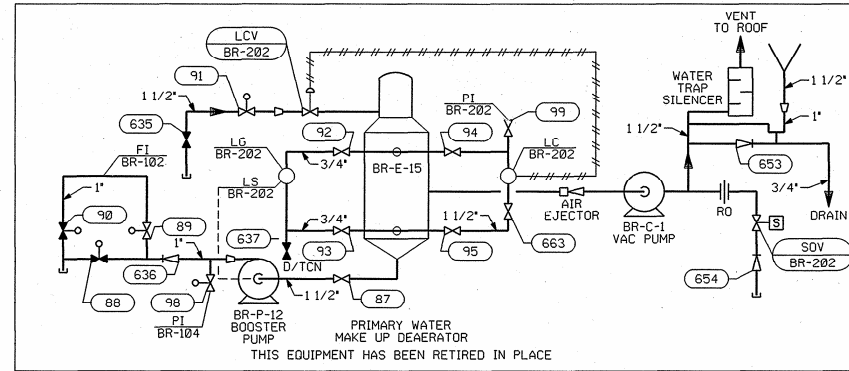 VENT
TO ROOF
LCV
BR-202
91
1 1/2"
WATER
TRAP
SILENCER
1 1/2"
PI
BR-202
99
635
92
94
1"
1 1/2"
FI
BR-102
LG
BR-202
3/4"
BR-E-15
LC
BR-202
653
1"
LS
BR-202
3/4"
90
89
AIR
EJECTOR
BR-C-1
VAC PUMP
RO
DRAIN
3/4"
1 1/2"
S
1"
637
93
95
663
SOV
BR-202
636
D/TCN
654
88
98
87
1 1/2"
PI
BR-104
BR-P-12
BOOSTER
PUMP
PRIMARY WATER
MAKE UP DEAERATOR
THIS EQUIPMENT HAS BEEN RETIRED IN PLACE